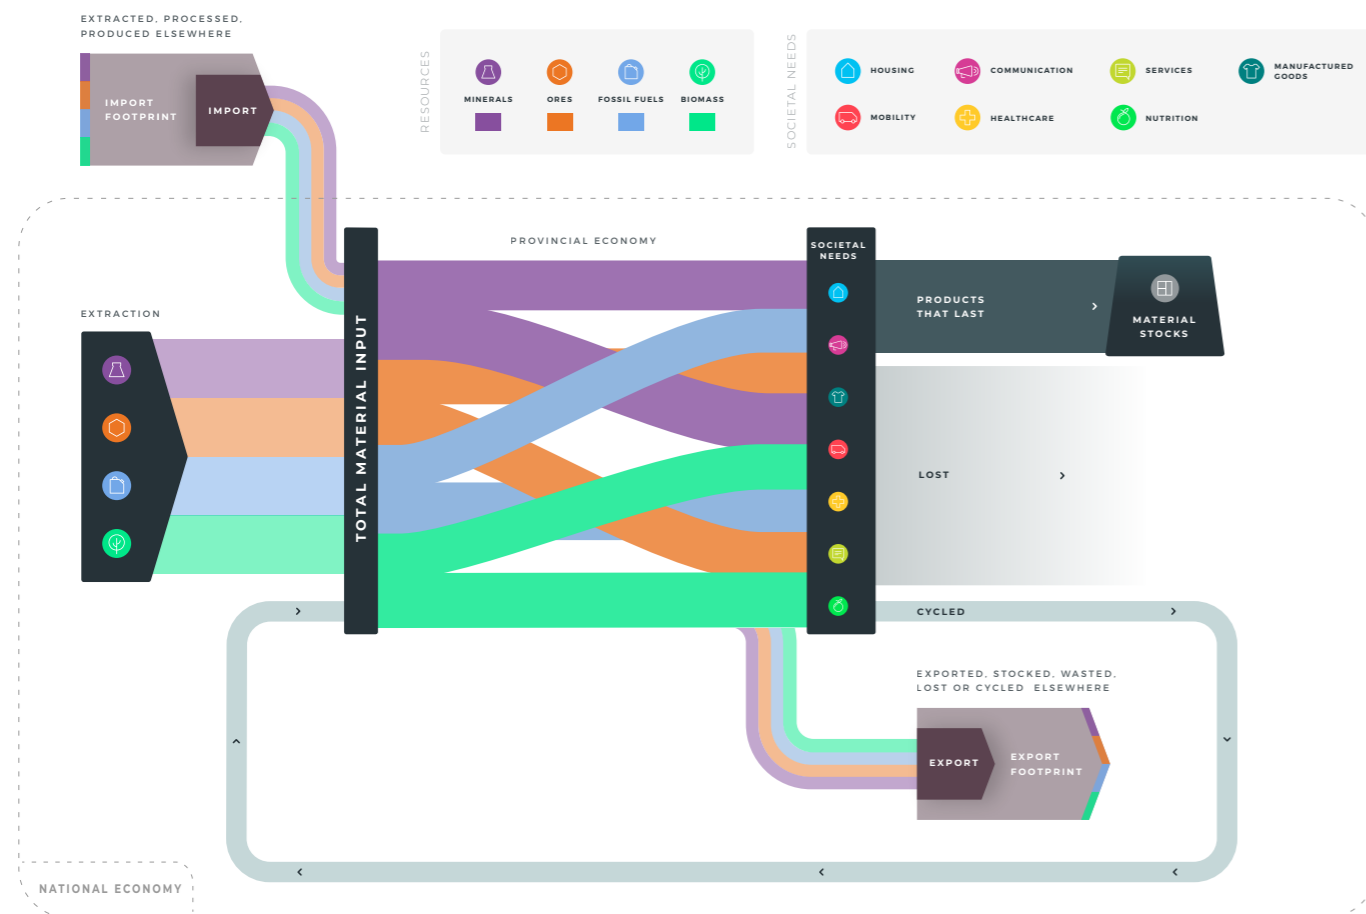 EXTRACTED, PROCESSED,
PRODUCED ELSEWHERE
IMPORT
FOOTPRINT
IMPORT
RESOURCES
MINERALS
ORES
FOSSIL FUELS
BIOMASS
SOCIETAL NEEDS
HOUSING
COMMUNICATION
SERVICES
MANUFACTURED
GOODS
MOBILITY
HEALTHCARE
NUTRITION
PROVINCIAL ECONOMY
SOCIETAL
NEEDS
EXTRACTION
TOTAL MATERIAL INPUT
PRODUCTS
THAT LAST
MATERIAL
STOCKS
LOST
CYCLED
EXPORTED, STOCKED, WASTED,
LOST OR CYCLED ELSEWHERE
EXPORT
EXPORT
FOOTPRINT
NATIONAL ECONOMY